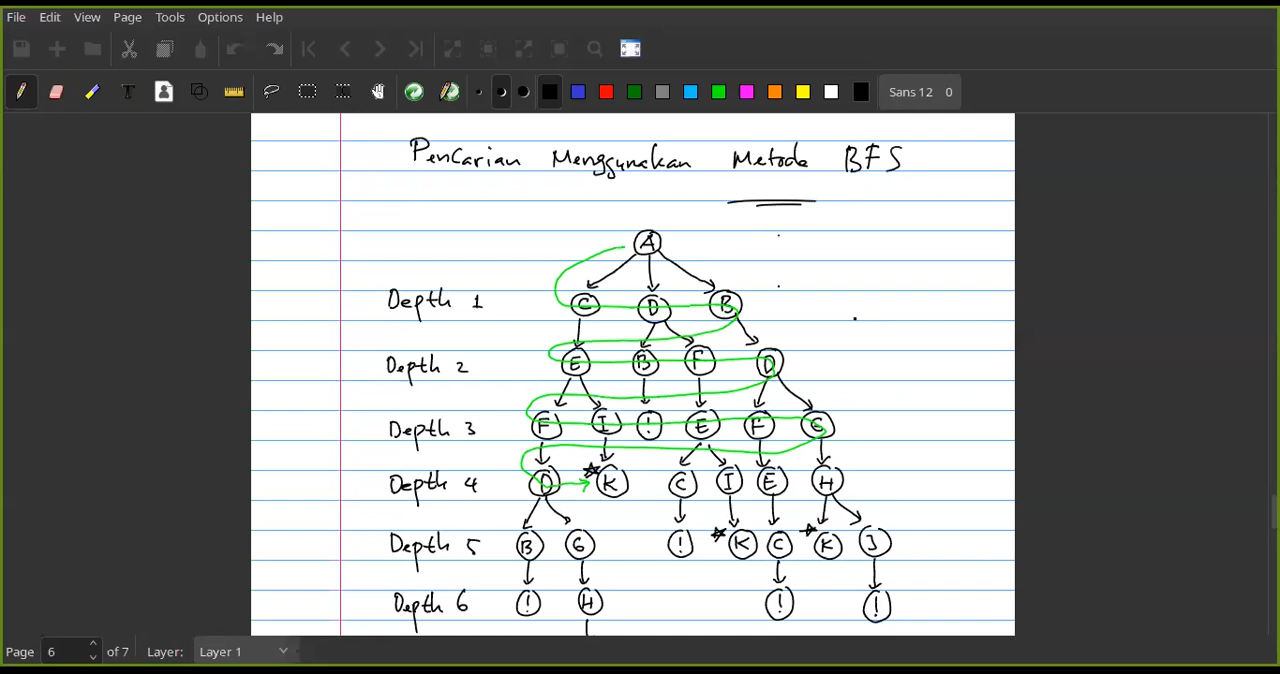 File Edit View Page Tools Options Help
Sans 12 0
Pencarian Menggunakan Metode BFS
A
Depth 1 C D B
Depth 2 E B F D
Depth 3 F I ! E F G
Depth 4 D K C I E H
Depth 5 B G ! K C K J
Depth 6 ! H ! !
Page 6 of 7 Layer: Layer 1